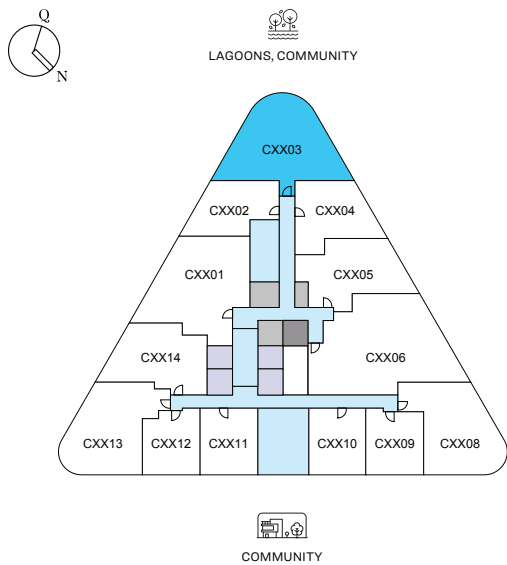 Q
N
LAGOONS, COMMUNITY
CXX03
CXX02
CXX04
CXX01
CXX05
CXX14
CXX06
CXX13
CXX12
CXX11
CXX10
CXX09
CXX08
COMMUNITY